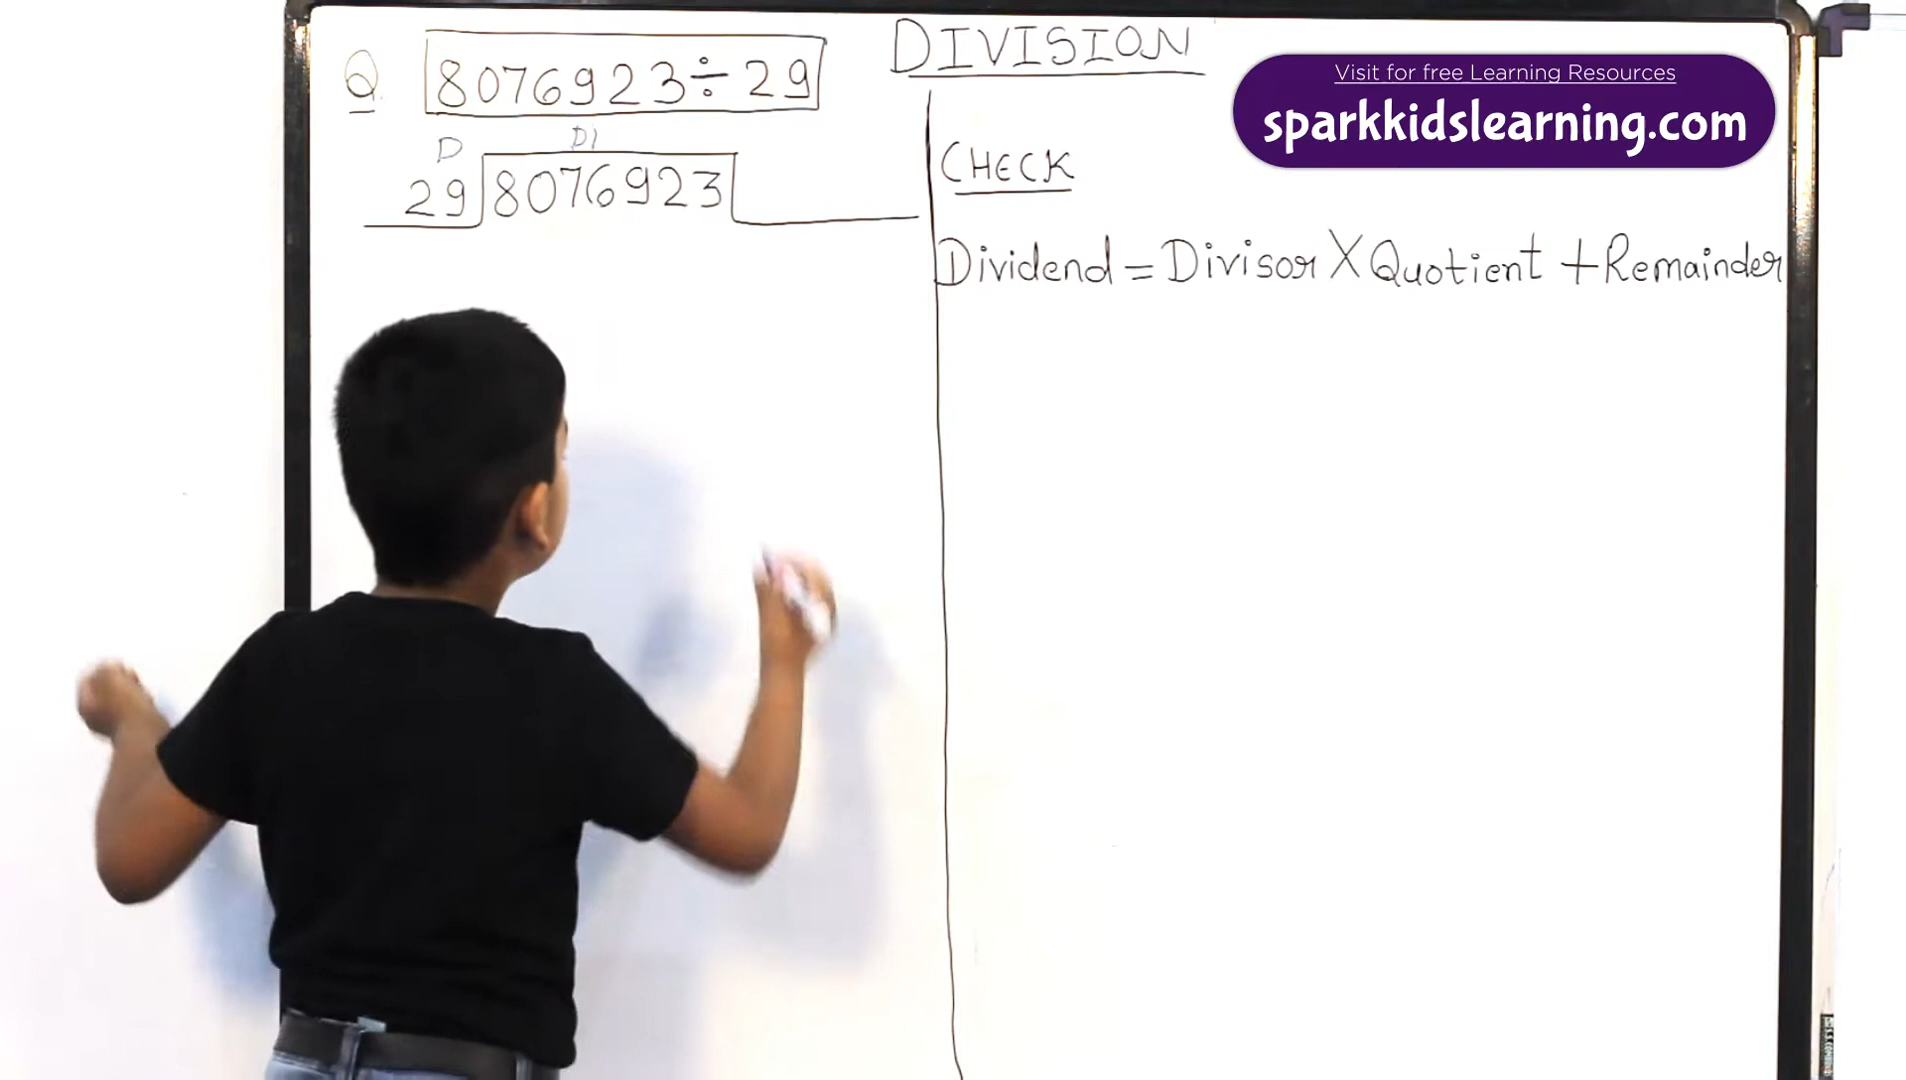 DIVISION
Q 8076923÷29
D DI
29 8076923
Visit for free Learning Resources
sparkkidslearning.com
CHECK
Dividend = Divisor X Quotient + Remainder